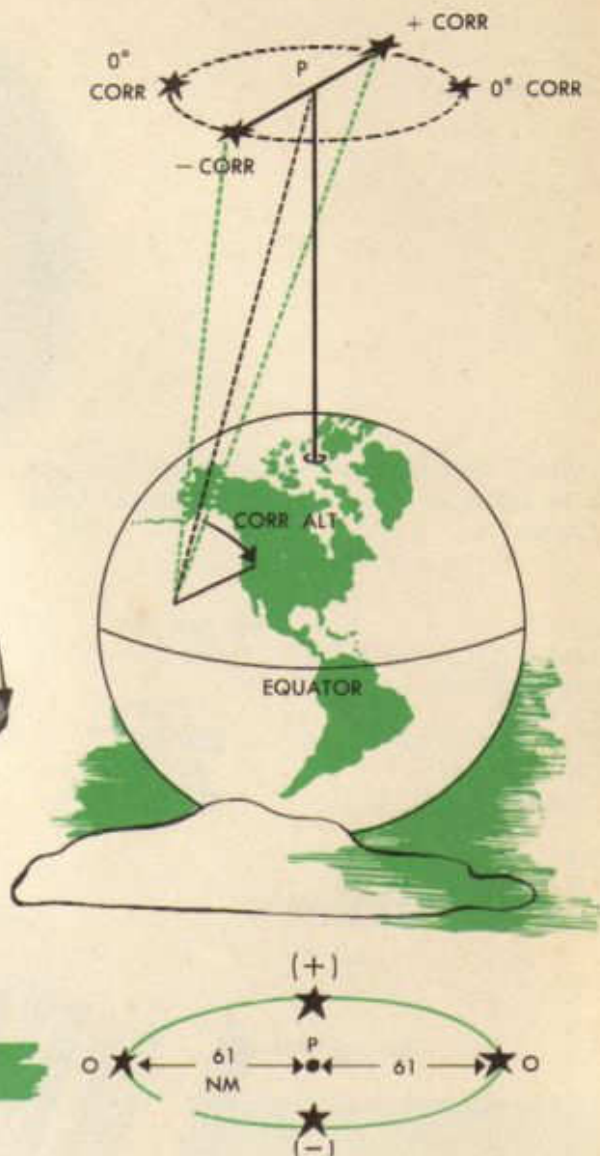 + CORR
0°
CORR
P
0° CORR
— CORR
CORR ALT
EQUATOR
(+)
P
O
61
NM
61
O
(—)